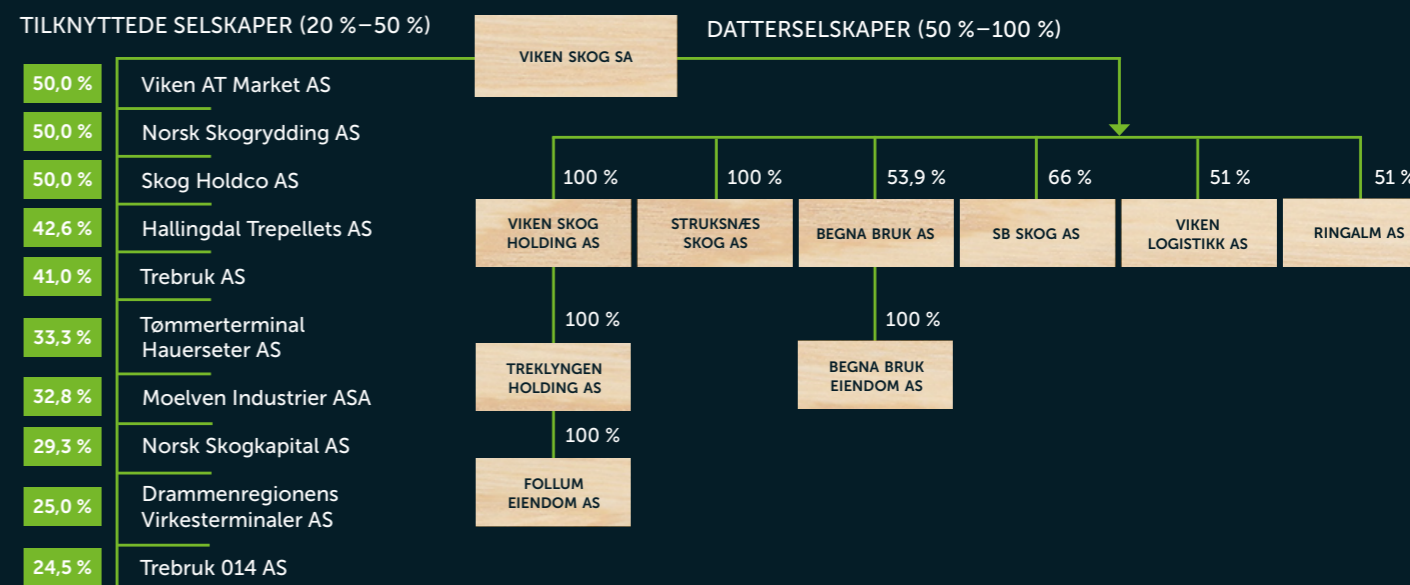 TILKNYTTEDE SELSKAPER (20 %–50 %)
50,0 % Viken AT Market AS
50,0 % Norsk Skogrydding AS
50,0 % Skog Holdco AS
42,6 % Hallingdal Trepellets AS
41,0 % Trebruk AS
33,3 % Tømmerterminal
Hauerseter AS
32,8 % Moelven Industrier ASA
29,3 % Norsk Skogkapital AS
25,0 % Drammenregionens
Virkesterminaler AS
24,5 % Trebruk 014 AS
VIKEN SKOG SA
DATTERSELSKAPER (50 %–100 %)
100 %
VIKEN SKOG
HOLDING AS
100 %
STRUKSNÆS
SKOG AS
53,9 %
BEGNA BRUK AS
66 %
SB SKOG AS
51 %
VIKEN
LOGISTIKK AS
51 %
RINGALM AS
100 %
TREKLYNGEN
HOLDING AS
100 %
FOLLUM
EIENDOM AS
100 %
BEGNA BRUK
EIENDOM AS